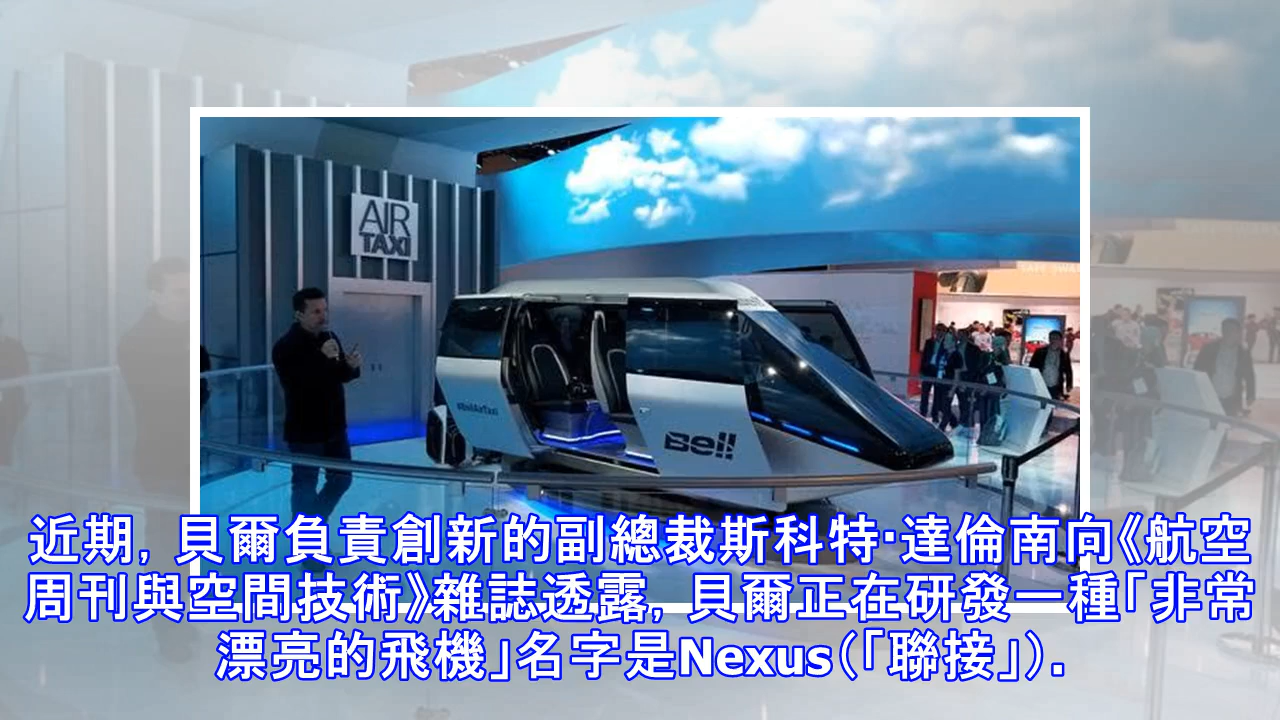 AIR
TAXI
#BellAirTaxi
Bell
近期, 貝爾負責創新的副總裁斯科特·達倫南向《航空
周刊與空間技術》雜誌透露, 貝爾正在研發一種「非常
漂亮的飛機」名字是Nexus(「聯接」).